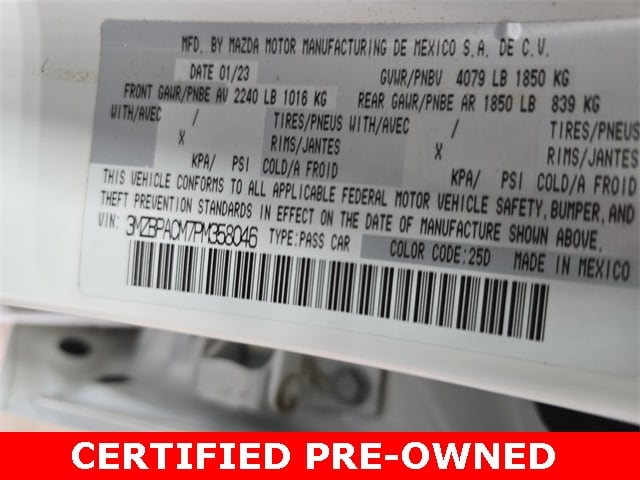 MFD. BY MAZDA MOTOR MANUFACTURING DE MEXICO S.A. DE C.V.
DATE 01/23 GVWR/PNBV 4079 LB 1850 KG
FRONT GAWR/PNBE AV 2240 LB 1016 KG REAR GAWR/PNBE AR 1850 LB 839 KG
WITH/AVEC / TIRES/PNEUS WITH/AVEC / TIRES/PNEUS
X RIMS/JANTES X RIMS/JANTES
KPA/ PSI COLD/A FROID KPA/ PSI COLD/A FROID
THIS VEHICLE CONFORMS TO ALL APPLICABLE FEDERAL MOTOR VEHICLE SAFETY, BUMPER, AND
THEFT PREVENTION STANDARDS IN EFFECT ON THE DATE OF MANUFACTURE SHOWN ABOVE.
VIN: 3MZBPACM7PM358046 TYPE:PASS CAR COLOR CODE:25D MADE IN MEXICO
CERTIFIED PRE-OWNED